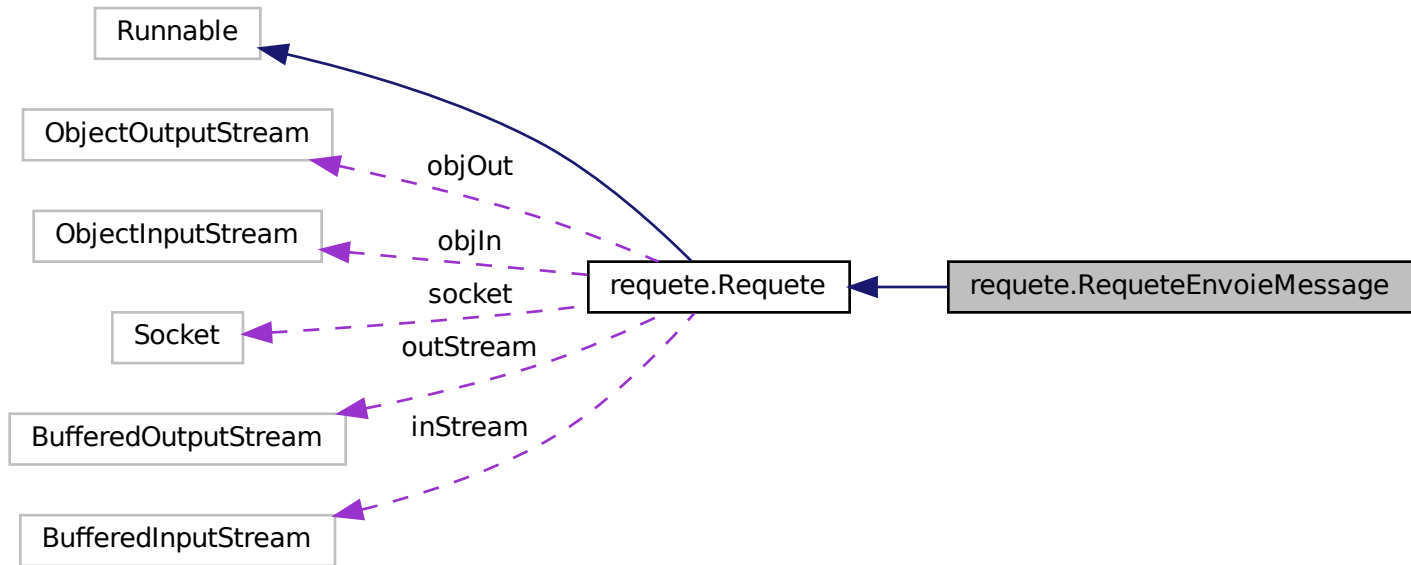 Runnable
ObjectOutputStream
objOut
ObjectInputStream
objIn
requete.Requete
requete.RequeteEnvoieMessage
socket
Socket
outStream
BufferedOutputStream
inStream
BufferedInputStream